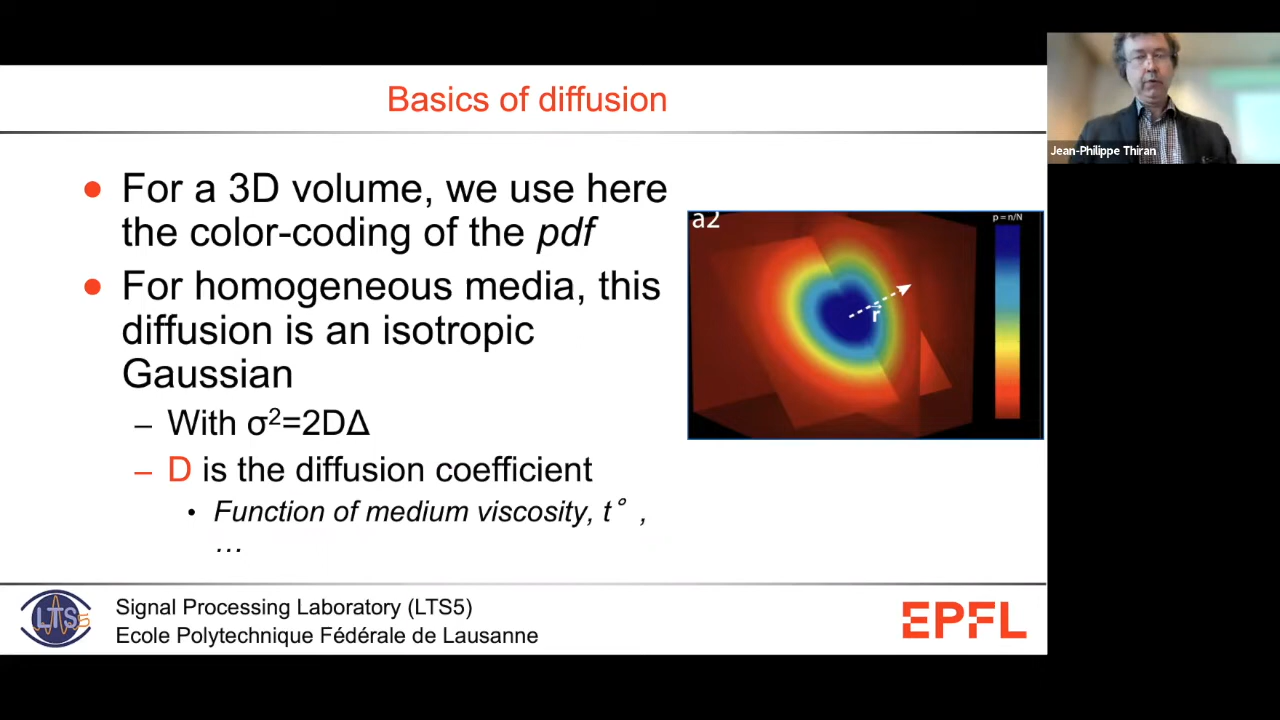 Basics of diffusion
● For a 3D volume, we use here
the color-coding of the pdf
● For homogeneous media, this
diffusion is an isotropic
Gaussian
– With σ²=2DΔ
– D is the diffusion coefficient
• Function of medium viscosity, t° ,
…
a2
p = n/N
r
Jean-Philippe Thiran
LTS5
Signal Processing Laboratory (LTS5)
Ecole Polytechnique Fédérale de Lausanne
EPFL